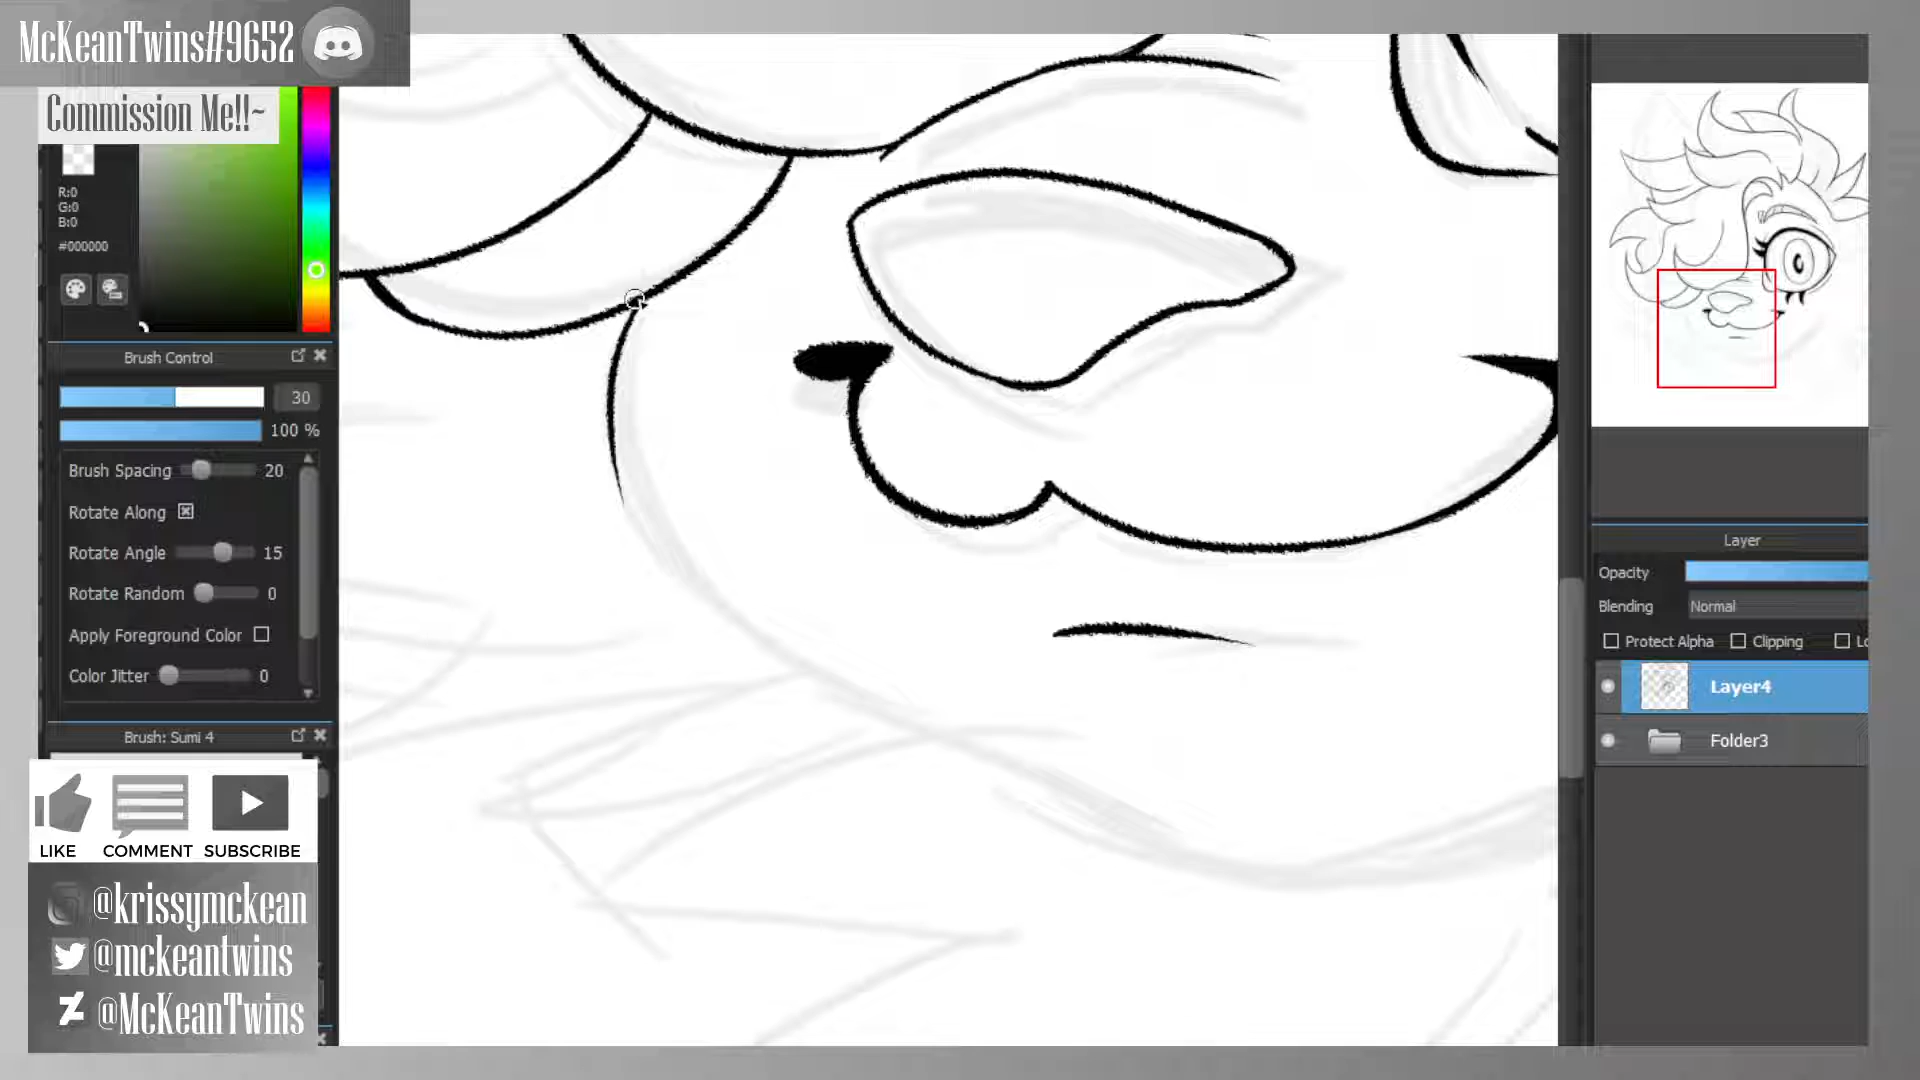 McKeanTwins#9652
Commission Me!!~
R:0
G:0
B:0
#000000
Brush Control
30
100 %
Brush Spacing 20
Rotate Along
Rotate Angle 15
Rotate Random 0
Apply Foreground Color
Color Jitter 0
Brush: Sumi 4
LIKE COMMENT SUBSCRIBE
@krissymckean
@mckeantwins
@McKeanTwins
Layer
Opacity
Blending Normal
Protect Alpha Clipping Lo
Layer4
Folder3